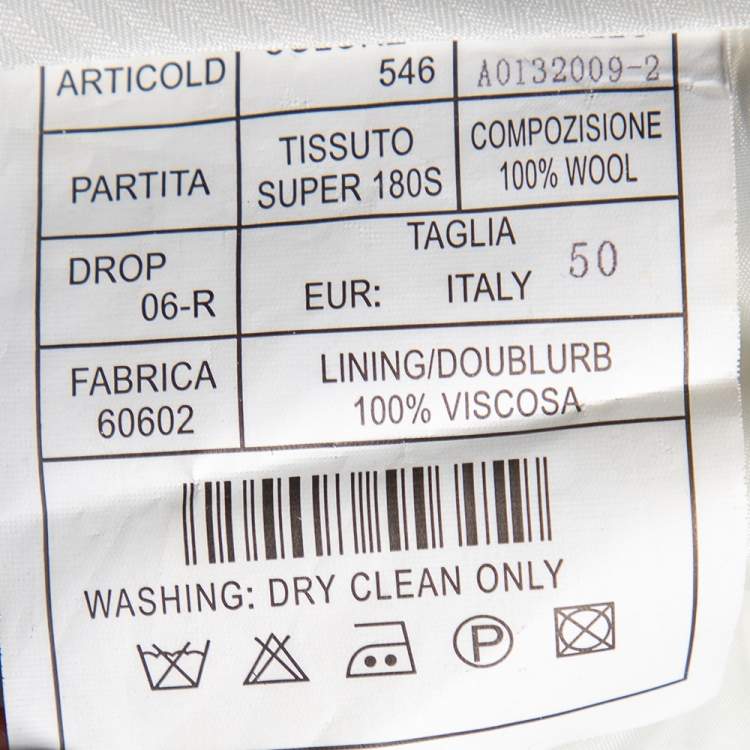 ARTICOLD
546
A0132009-2
PARTITA
TISSUTO
SUPER 180S
COMPOZISIONE
100% WOOL
DROP
06-R
TAGLIA
EUR: ITALY 50
FABRICA
60602
LINING/DOUBLURB
100% VISCOSA
WASHING: DRY CLEAN ONLY
P